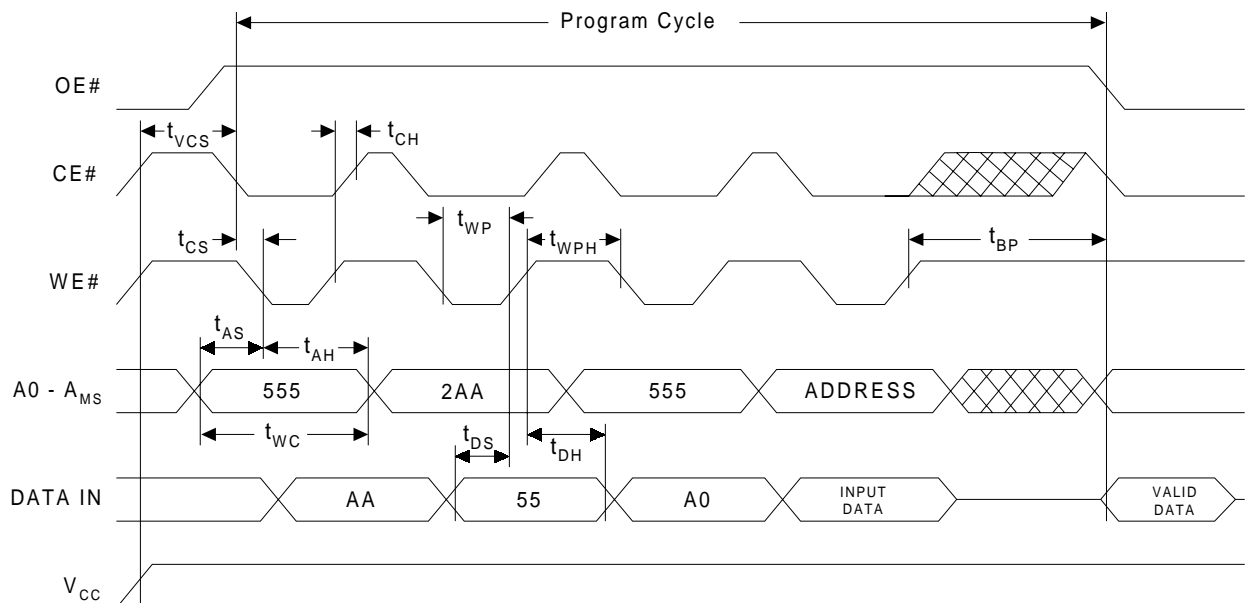 Program Cycle
OE#
tVCS
tCH
CE#
tWP
tCS
tWPH
tBP
WE#
tAS
tAH
A0 - AMS
555
2AA
555
ADDRESS
tWC
tDS
tDH
DATA IN
AA
55
A0
INPUT DATA
VALID DATA
VCC